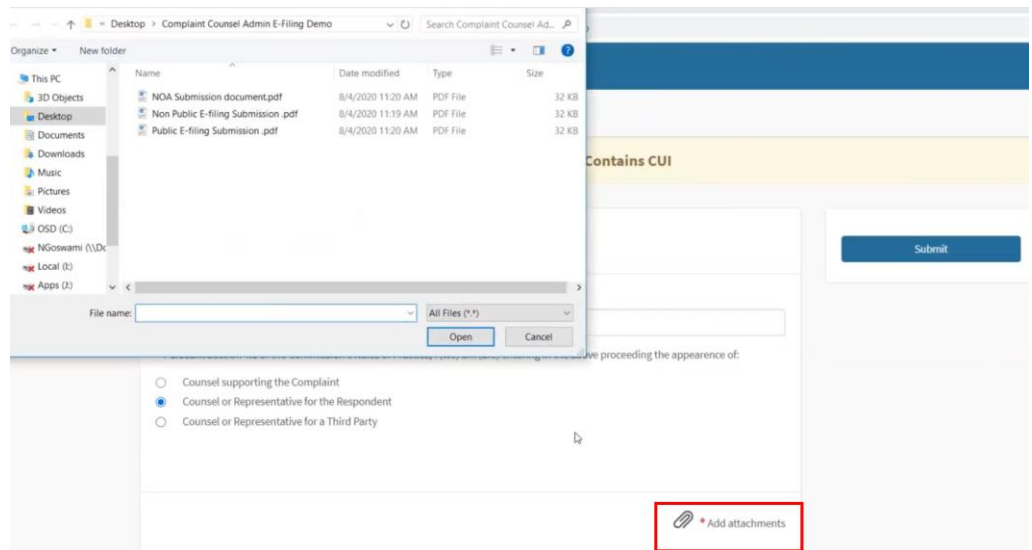 Desktop > Complaint Counsel Admin E-Filing Demo
Search Complaint Counsel Ad...
Organize
New folder
Name Date modified Type Size
This PC
3D Objects
Desktop
Documents
Downloads
Music
Pictures
Videos
OSD (C:)
NGoswami (\\Dc
Local (I:)
Apps (J:)
NOA Submission document.pdf 8/4/2020 11:20 AM PDF File 32 KB
Non Public E-filing Submission .pdf 8/4/2020 11:19 AM PDF File 32 KB
Public E-filing Submission .pdf 8/4/2020 11:20 AM PDF File 32 KB
File name:
All Files (*.*)
Open Cancel
Contains CUI
Submit
proceeding the appearence of:
Counsel supporting the Complaint
Counsel or Representative for the Respondent
Counsel or Representative for a Third Party
* Add attachments